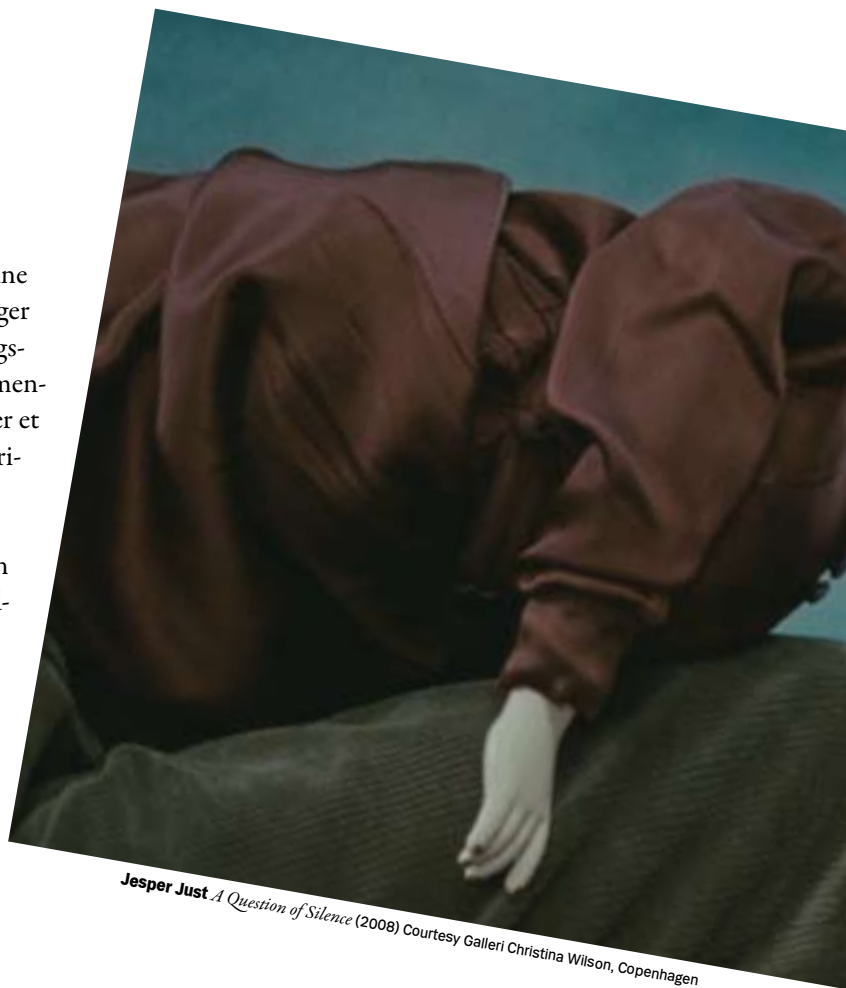 ne
ger
gs-
men-
er et
ri-
n
Jesper Just A Question of Silence (2008) Courtesy Galleri Christina Wilson, Copenhagen